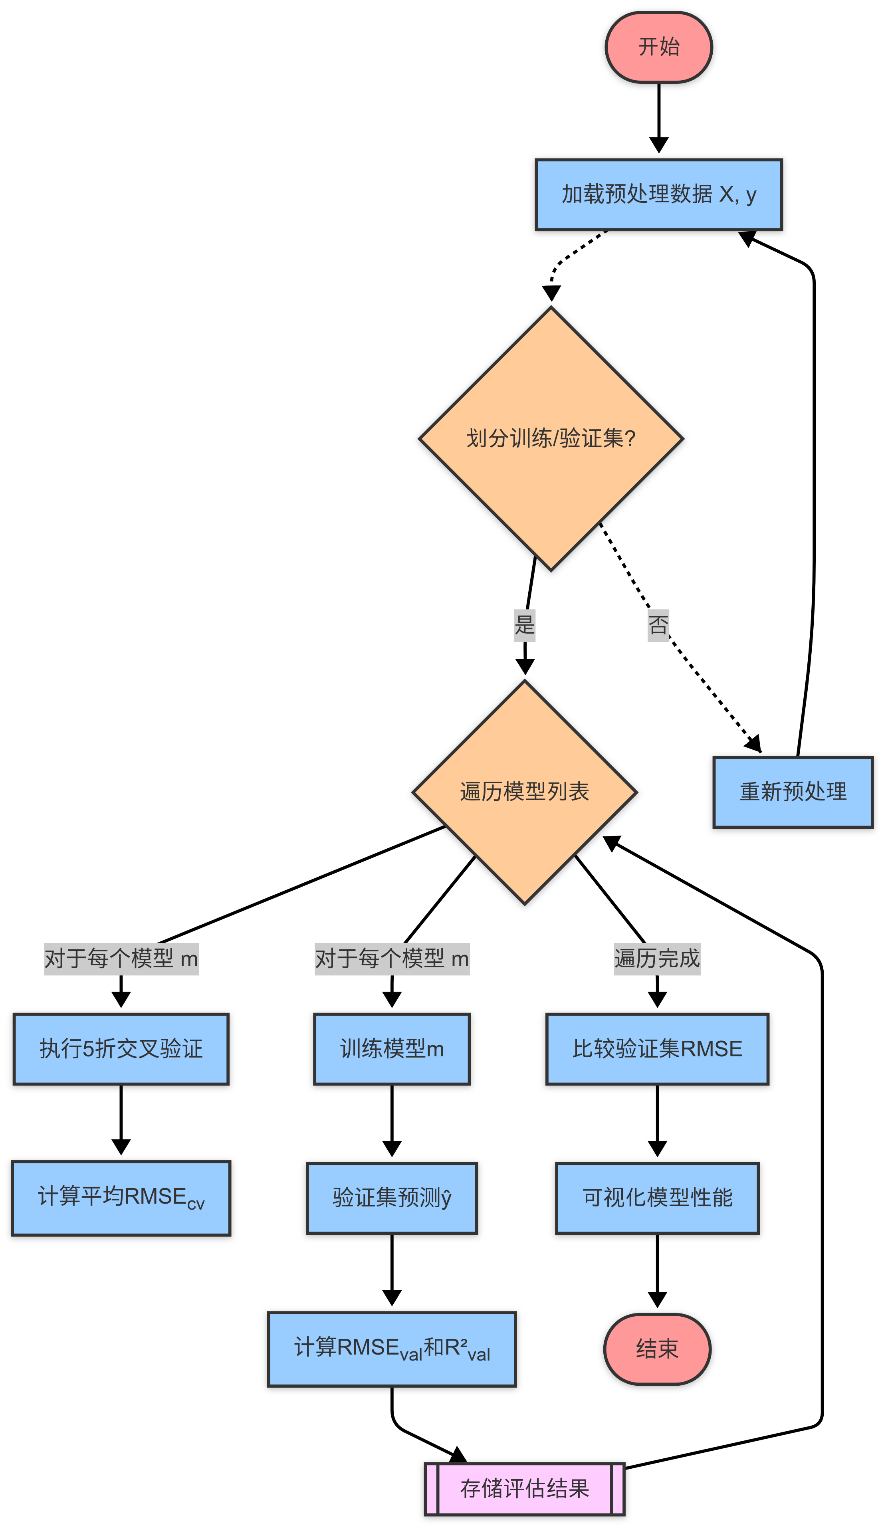 开始
加载预处理数据 X, y
划分训练/验证集?
是
否
遍历模型列表
重新预处理
对于每个模型 m
对于每个模型 m
遍历完成
执行5折交叉验证
训练模型m
比较验证集RMSE
计算平均RMSEcv
验证集预测ŷ
可视化模型性能
计算RMSEval和R²val
结束
存储评估结果